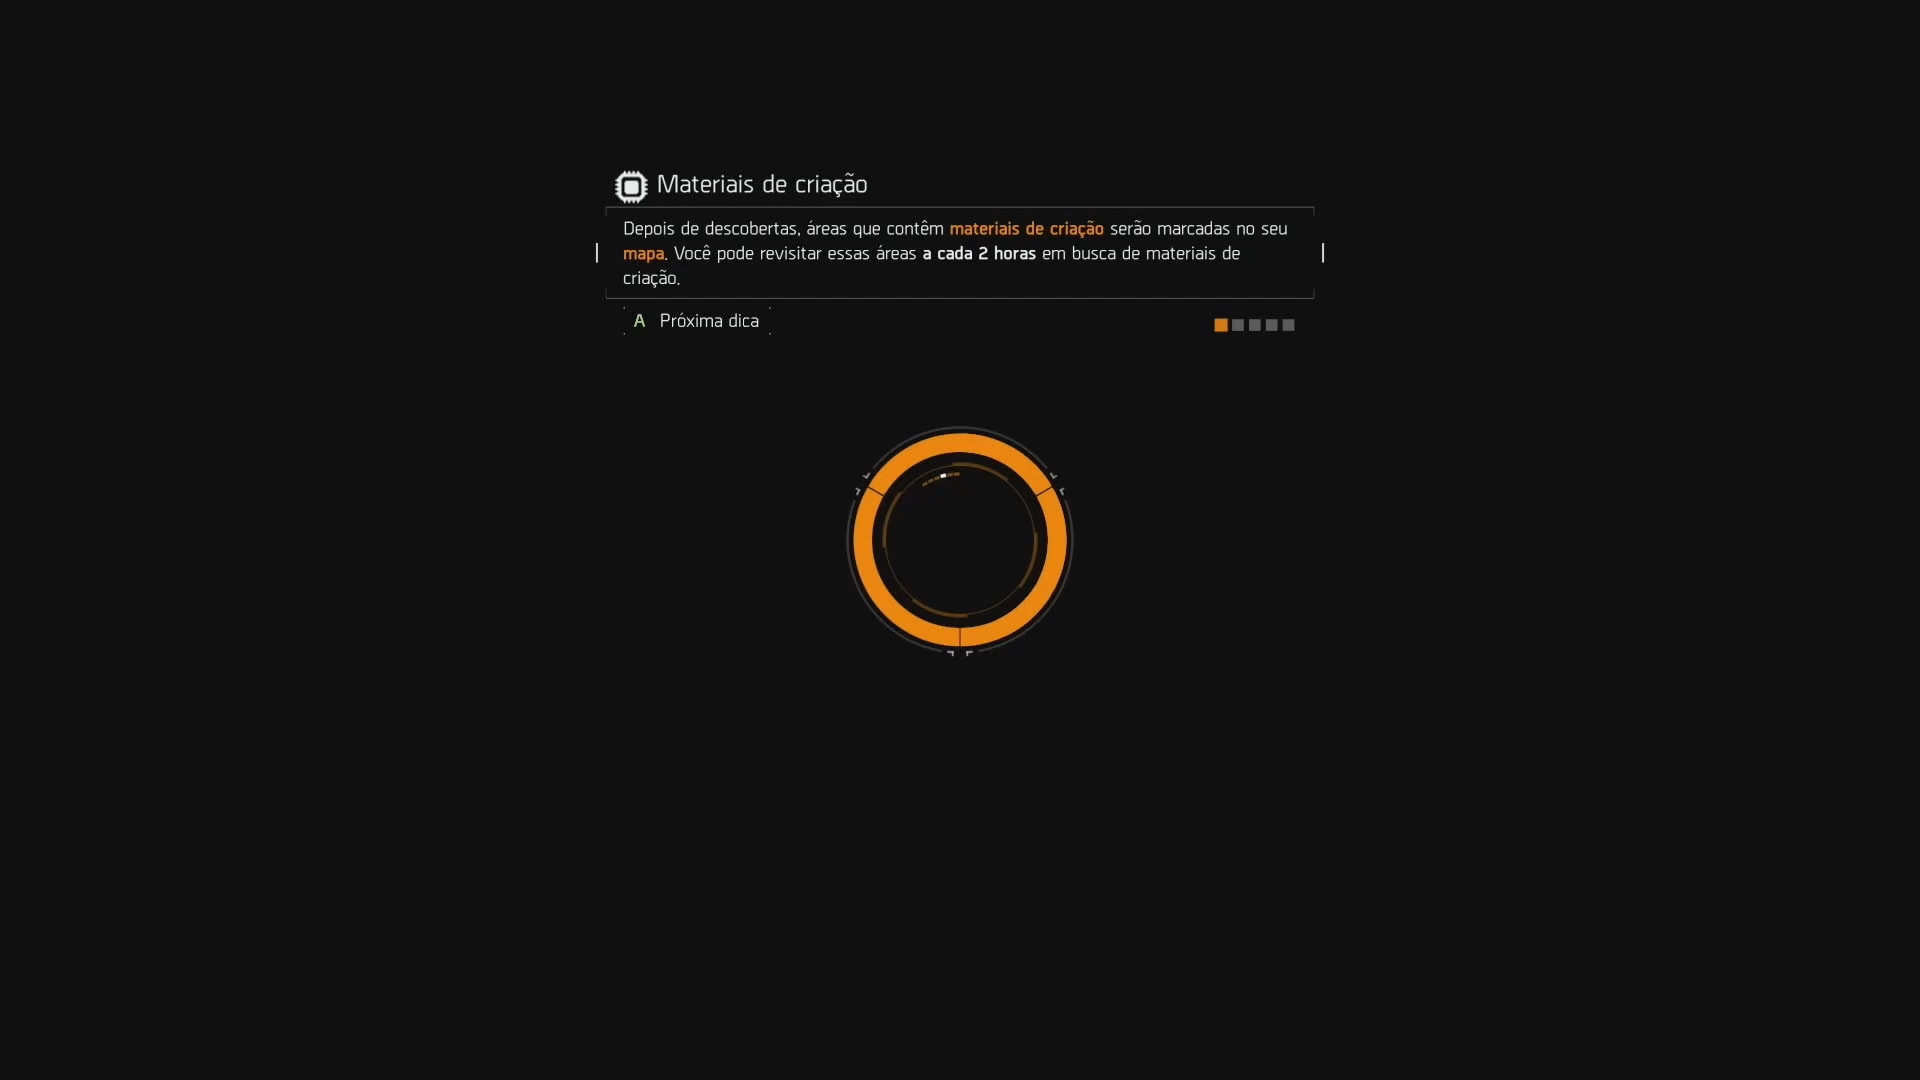 Materiais de criação
Depois de descobertas, áreas que contêm materiais de criação serão marcadas no seu
mapa. Você pode revisitar essas áreas a cada 2 horas em busca de materiais de
criação.
A Próxima dica